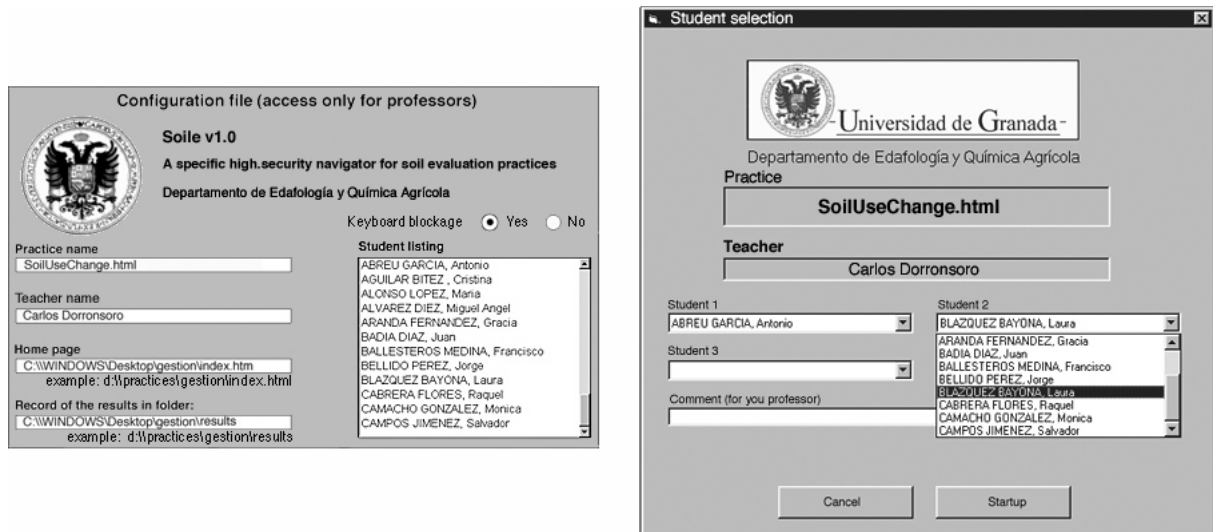 Configuration file (access only for professors)
Soile v1.0
A specific high.security navigator for soil evaluation practices
Departamento de Edafología y Química Agrícola
Keyboard blockage Yes No
Practice name
SoilUseChange.html
Teacher name
Carlos Dorronsoro
Home page
C:\\WINDOWS\Desktop\gestion\index.htm
example: d:\\practices\gestion\index.html
Record of the results in folder:
C:\\WINDOWS\Desktop\gestion\results
example: d:\\practices\gestion\results
Student listing
ABREU GARCIA, Antonio
AGUILAR BITEZ , Cristina
ALONSO LOPEZ, Maria
ALVAREZ DIEZ, Miguel Angel
ARANDA FERNANDEZ, Gracia
BADIA DIAZ, Juan
BALLESTEROS MEDINA, Francisco
BELLIDO PEREZ, Jorge
BLAZQUEZ BAYONA, Laura
CABRERA FLORES, Raquel
CAMACHO GONZALEZ, Monica
CAMPOS JIMENEZ, Salvador
Student selection
Universidad de Granada
Departamento de Edafología y Química Agrícola
Practice
SoilUseChange.html
Teacher
Carlos Dorronsoro
Student 1
ABREU GARCIA, Antonio
Student 2
BLAZQUEZ BAYONA, Laura
ARANDA FERNANDEZ, Gracia
BADIA DIAZ, Juan
BALLESTEROS MEDINA, Francisco
BELLIDO PEREZ, Jorge
BLAZQUEZ BAYONA, Laura
CABRERA FLORES, Raquel
CAMACHO GONZALEZ, Monica
CAMPOS JIMENEZ, Salvador
Student 3
Comment (for you professor)
Cancel
Startup